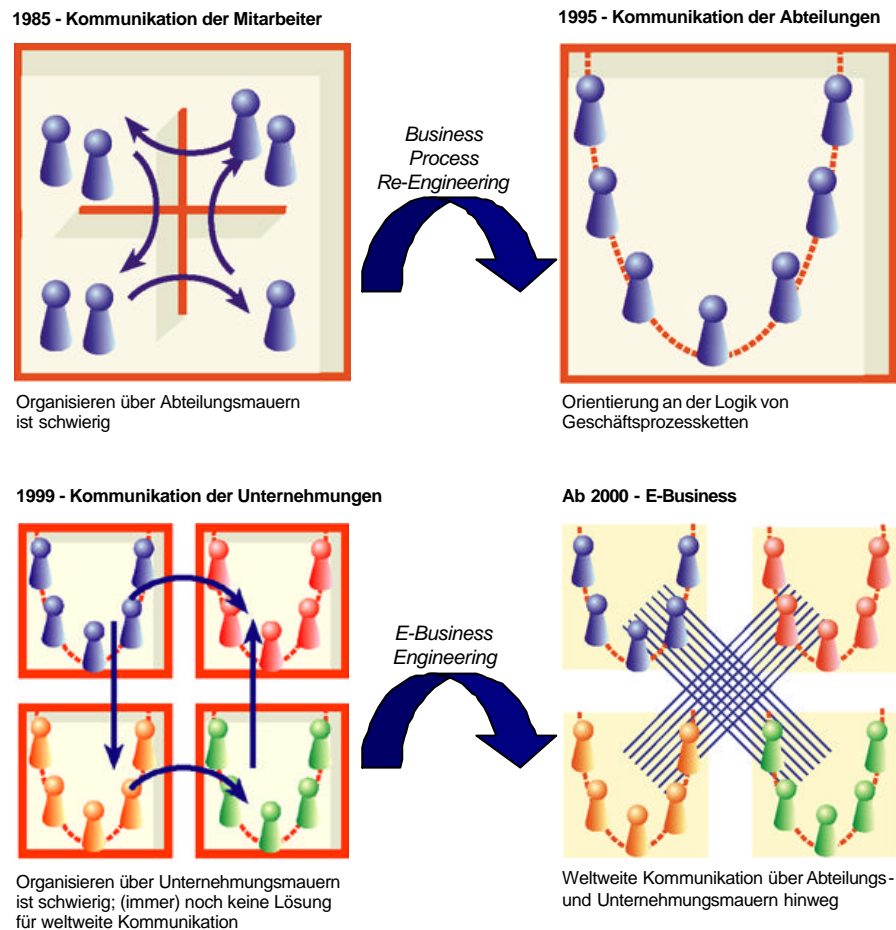 1985 - Kommunikation der Mitarbeiter
1995 - Kommunikation der Abteilungen
Business
Process
Re-Engineering
Organisieren über Abteilungsmauern
ist schwierig
Orientierung an der Logik von
Geschäftsprozessketten
1999 - Kommunikation der Unternehmungen
Ab 2000 - E-Business
E-Business
Engineering
Organisieren über Unternehmungsmauern
ist schwierig; (immer) noch keine Lösung
für weltweite Kommunikation
Weltweite Kommunikation über Abteilungs-
und Unternehmungsmauern hinweg